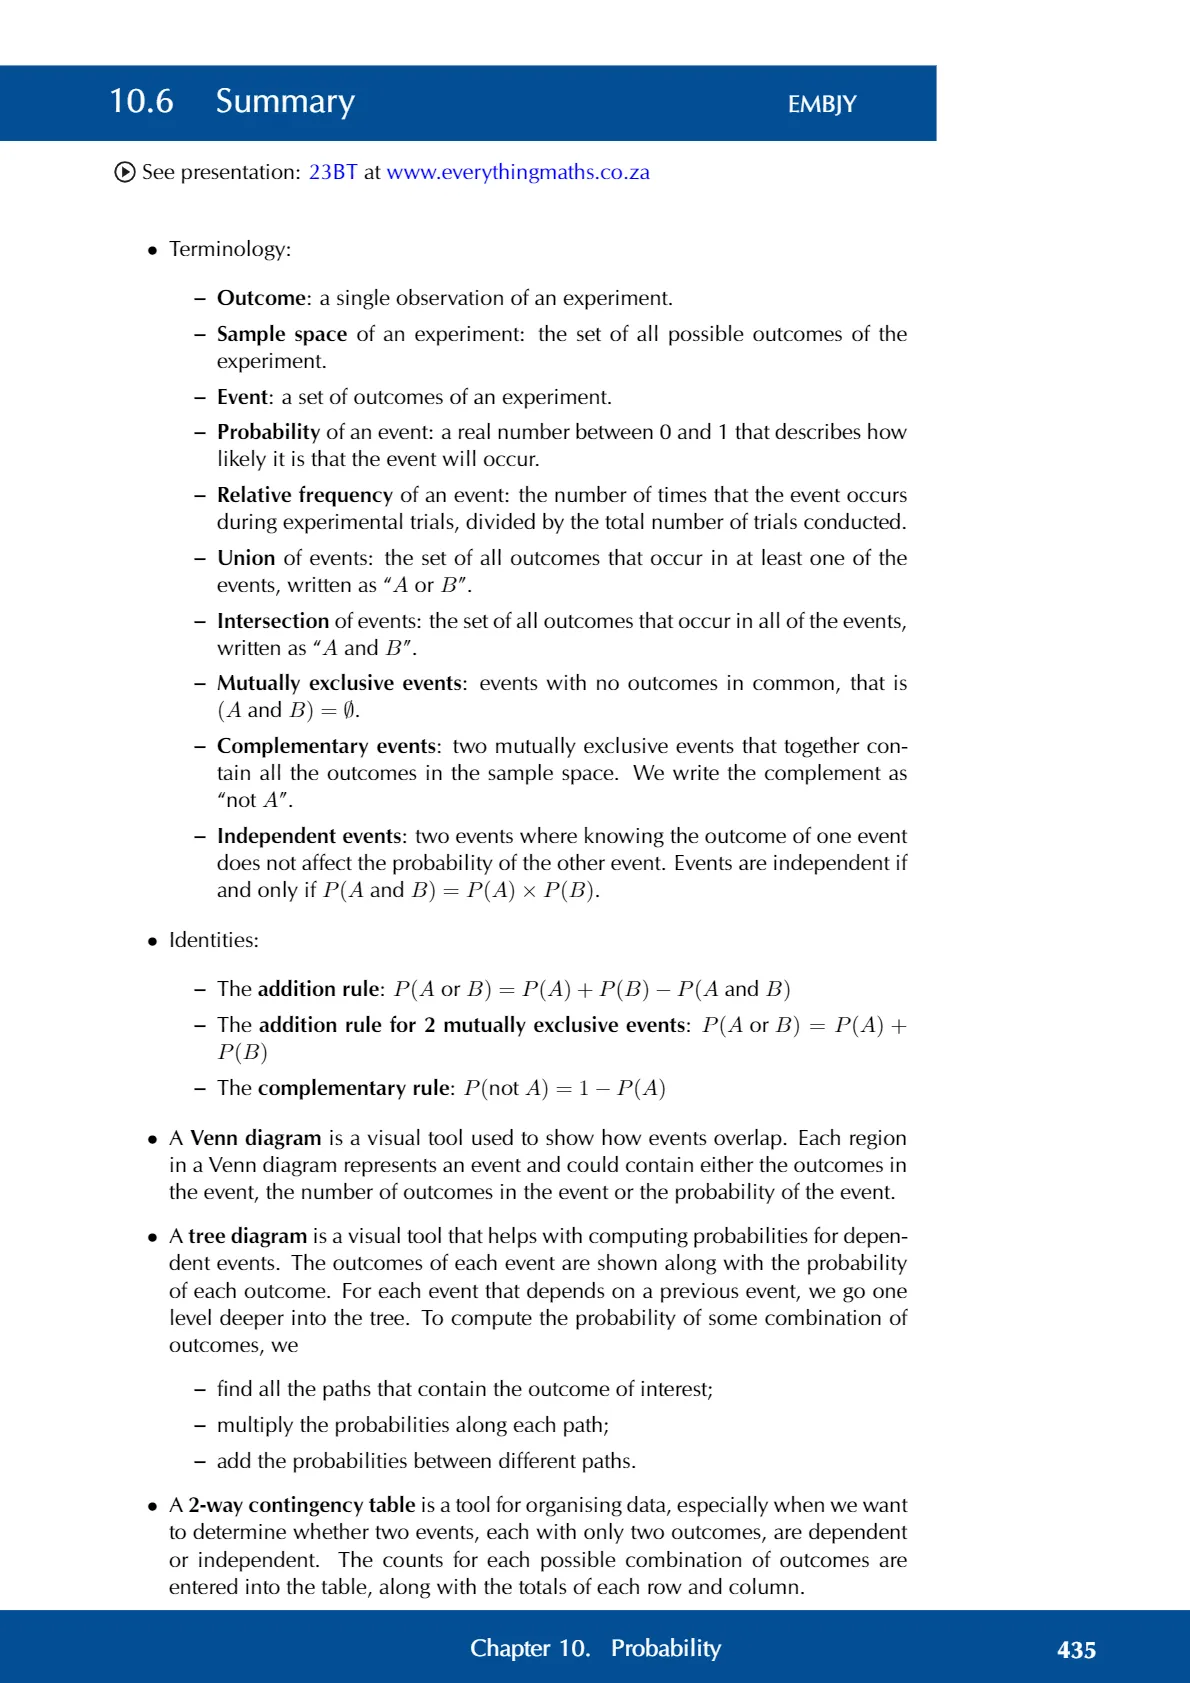 10.6 Summary EMBJY
See presentation: 23BT at www.everythingmaths.co.za
• Terminology:
– Outcome: a single observation of an experiment.
– Sample space of an experiment: the set of all possible outcomes of the
experiment.
– Event: a set of outcomes of an experiment.
– Probability of an event: a real number between 0 and 1 that describes how
likely it is that the event will occur.
– Relative frequency of an event: the number of times that the event occurs
during experimental trials, divided by the total number of trials conducted.
– Union of events: the set of all outcomes that occur in at least one of the
events, written as “A or B”.
– Intersection of events: the set of all outcomes that occur in all of the events,
written as “A and B”.
– Mutually exclusive events: events with no outcomes in common, that is
(A and B) = ∅.
– Complementary events: two mutually exclusive events that together con-
tain all the outcomes in the sample space. We write the complement as
“not A”.
– Independent events: two events where knowing the outcome of one event
does not affect the probability of the other event. Events are independent if
and only if P(A and B) = P(A) × P(B).
• Identities:
– The addition rule: P(A or B) = P(A) + P(B) − P(A and B)
– The addition rule for 2 mutually exclusive events: P(A or B) = P(A) +
P(B)
– The complementary rule: P(not A) = 1 − P(A)
• A Venn diagram is a visual tool used to show how events overlap. Each region
in a Venn diagram represents an event and could contain either the outcomes in
the event, the number of outcomes in the event or the probability of the event.
• A tree diagram is a visual tool that helps with computing probabilities for depen-
dent events. The outcomes of each event are shown along with the probability
of each outcome. For each event that depends on a previous event, we go one
level deeper into the tree. To compute the probability of some combination of
outcomes, we
– find all the paths that contain the outcome of interest;
– multiply the probabilities along each path;
– add the probabilities between different paths.
• A 2-way contingency table is a tool for organising data, especially when we want
to determine whether two events, each with only two outcomes, are dependent
or independent. The counts for each possible combination of outcomes are
entered into the table, along with the totals of each row and column.
Chapter 10. Probability 435